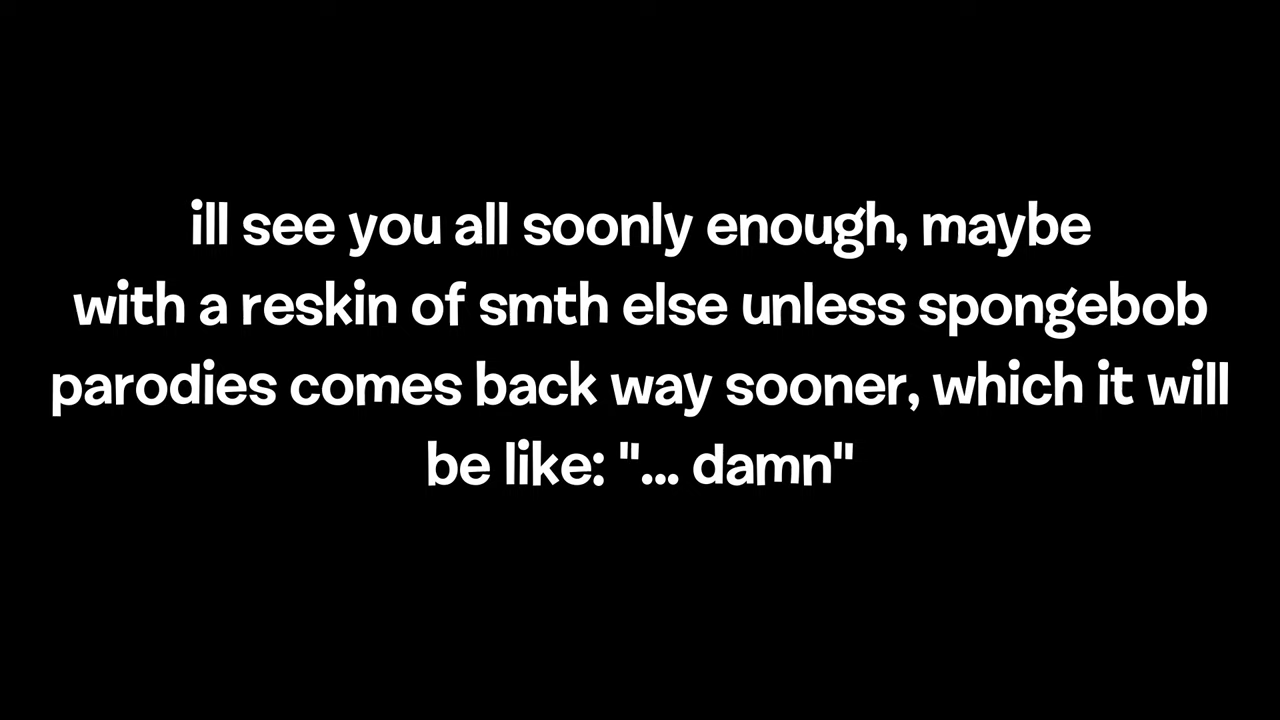 ill see you all soonly enough, maybe
with a reskin of smth else unless spongebob
parodies comes back way sooner, which it will
be like: "... damn"